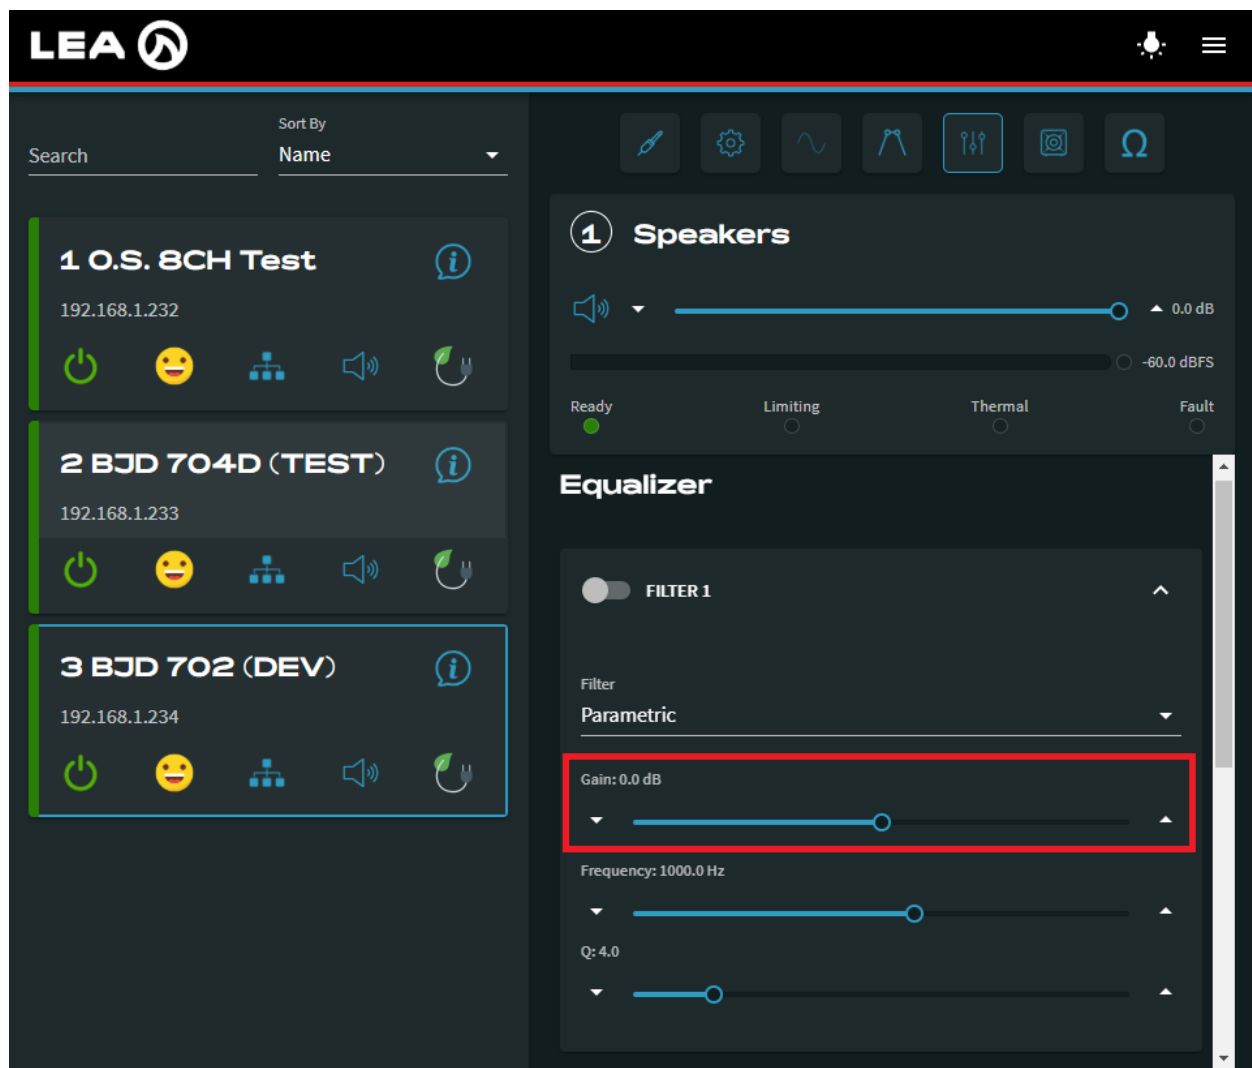 LEA
Search
Sort By
Name
1 O.S. 8CH Test
192.168.1.232
2 BJD 704D (TEST)
192.168.1.233
3 BJD 702 (DEV)
192.168.1.234
Ω
1 Speakers
0.0 dB
-60.0 dBFS
Ready Limiting Thermal Fault
Equalizer
FILTER 1
Filter
Parametric
Gain: 0.0 dB
Frequency: 1000.0 Hz
Q: 4.0